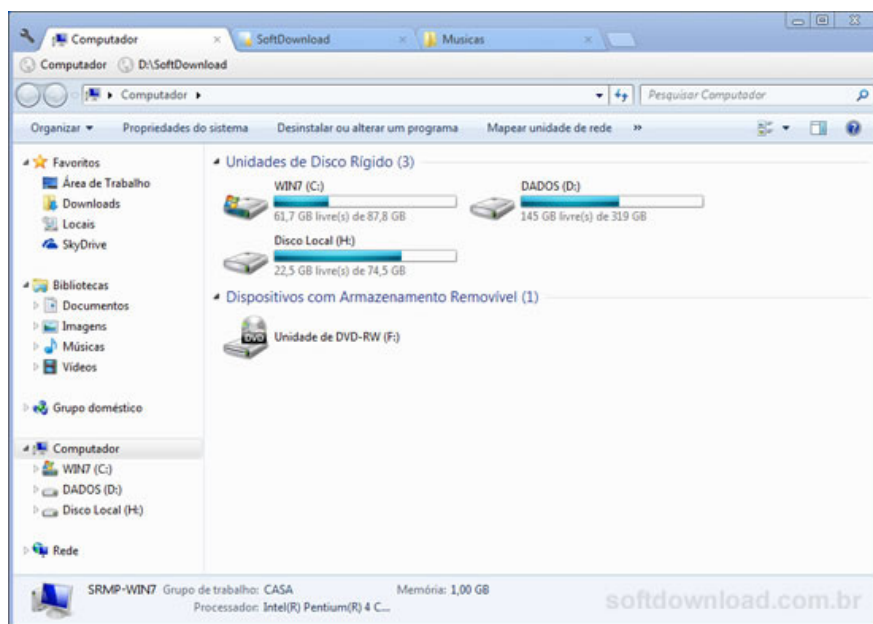 Computador SoftDownload Musicas
Computador D:\SoftDownload
Computador Pesquisar Computador
Organizar Propriedades do sistema Desinstalar ou alterar um programa Mapear unidade de rede »
Favoritos
Área de Trabalho
Downloads
Locais
SkyDrive
Bibliotecas
Documentos
Imagens
Músicas
Vídeos
Grupo doméstico
Computador
WIN7 (C:)
DADOS (D:)
Disco Local (H:)
Rede
Unidades de Disco Rígido (3)
WIN7 (C:)
61,7 GB livre(s) de 87,8 GB
DADOS (D:)
145 GB livre(s) de 319 GB
Disco Local (H:)
22,5 GB livre(s) de 74,5 GB
Dispositivos com Armazenamento Removível (1)
DVD
Unidade de DVD-RW (F:)
SRMP-WIN7 Grupo de trabalho: CASA Memória: 1,00 GB
Processador: Intel(R) Pentium(R) 4 C...
softdownload.com.br